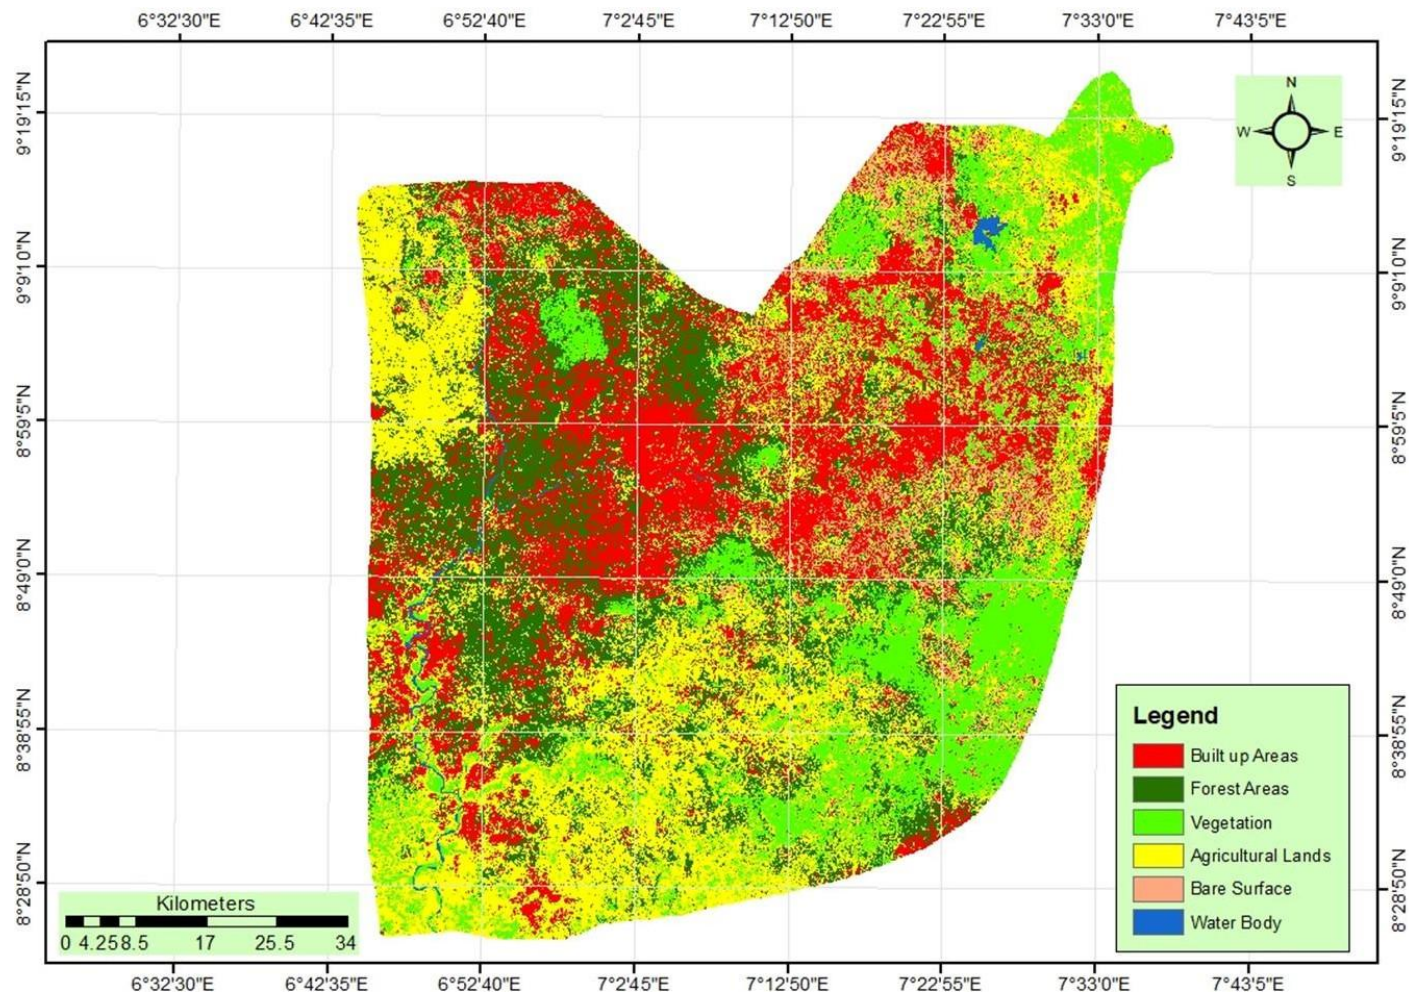 6°32'30"E 6°42'35"E 6°52'40"E 7°2'45"E 7°12'50"E 7°22'55"E 7°33'0"E 7°43'5"E
9°19'15"N
9°9'10"N
8°59'5"N
8°49'0"N
8°38'55"N
8°28'50"N
N
W E
S
9°19'15"N
9°9'10"N
8°59'5"N
8°49'0"N
8°38'5"N
8°28'50"N
Legend
Built up Areas
Forest Areas
Vegetation
Agricultural Lands
Bare Surface
Water Body
Kilometers
0 4.25 8.5 17 25.5 34
6°32'30"E 6°42'35"E 6°52'40"E 7°2'45"E 7°12'50"E 7°22'55"E 7°33'0"E 7°43'5"E